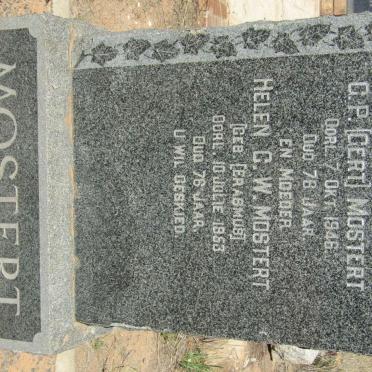 G.P. [GERT] MOSTERT
OORL. 7 OKT. 1946
OUD 78 JAAR
EN MOEDER
HELEN C.W. MOSTERT
[GEB. ERASMUS]
OORL. 10 JULIE 1953
OUD 76 JAAR
U WIL GESKIED
MOSTERT